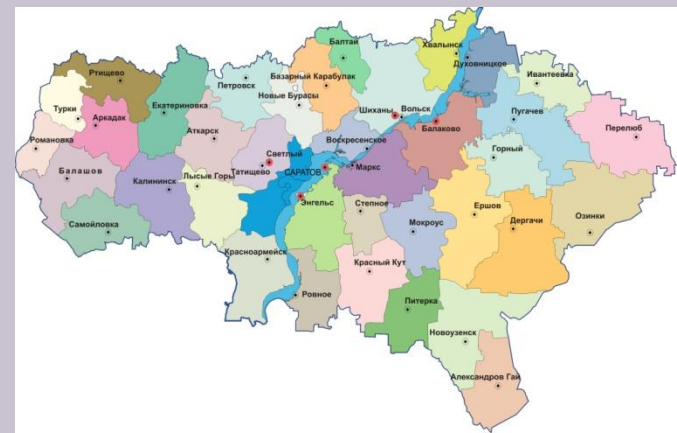 Хвалынск
Балтай
Духовницкое
Ртищево
Петровск
Базарный Карабулак
Ивантеевка
Турки
Екатериновка
Новые Бурасы
Шиханы
Вольск
Пугачев
Перелюб
Аркадак
Аткарск
Балаково
Романовка
Воскресенское
Светлый
Горный
Балашов
Татищево
САРАТОВ
Маркс
Калининск
Лысые Горы
Энгельс
Степное
Ершов
Дергачи
Озинки
Самойловка
Мокроус
Красноармейск
Красный Кут
Ровное
Питерка
Новоузенск
Александров Гай